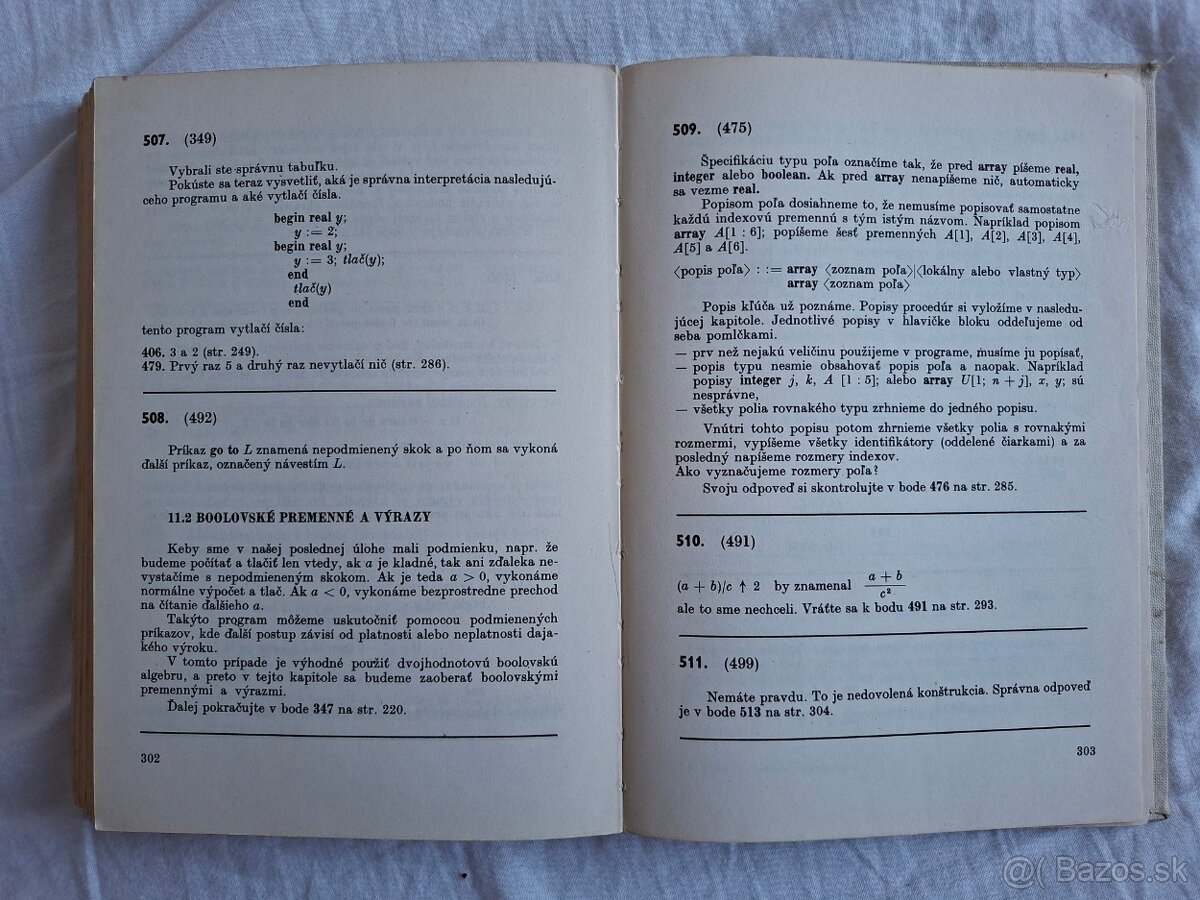 507. (349)
Vybrali ste správnu tabuľku.
Pokúste sa teraz vysvetliť, aká je správna interpretácia nasledujú-
ceho programu a aké vytlačí čísla.
begin real y;
y := 2;
begin real y;
y := 3; tlač(y);
end
tlač(y)
end
tento program vytlačí čísla:
406. 3 a 2 (str. 249).
479. Prvý raz 5 a druhý raz nevytlačí nič (str. 286).
508. (492)
Príkaz go to L znamená nepodmienený skok a po ňom sa vykoná
ďalší príkaz, označený návestím L.
11.2 BOOLOVSKÉ PREMENNÉ A VÝRAZY
Keby sme v našej poslednej úlohe mali podmienku, napr. že
budeme počítať a tlačiť len vtedy, ak a je kladné, tak ani zďaleka ne-
vystačíme s nepodmieneným skokom. Ak je teda a > 0, vykonáme
normálne výpočet a tlač. Ak a < 0, vykonáme bezprostredne prechod
na čítanie ďalšieho a.
Takýto program môžeme uskutočniť pomocou podmienených
príkazov, kde ďalší postup závisí od platnosti alebo neplatnosti daja-
kého výroku.
V tomto prípade je výhodné použiť dvojhodnotovú boolovskú
algebru, a preto v tejto kapitole sa budeme zaoberať boolovskými
premennými a výrazmi.
Ďalej pokračujte v bode 347 na str. 220.
302
509. (475)
Špecifikáciu typu poľa označíme tak, že pred array píšeme real,
integer alebo boolean. Ak pred array nenapíšeme nič, automaticky
sa vezme real.
Popisom poľa dosiahneme to, že nemusíme popisovať samostatne
každú indexovú premennú s tým istým názvom. Napríklad popisom
array A[1 : 6]; popíšeme šesť premenných A[1], A[2], A[3], A[4],
A[5] a A[6].
⟨popis poľa⟩ : := array ⟨zoznam poľa⟩|⟨lokálny alebo vlastný typ⟩
array ⟨zoznam poľa⟩
Popis kľúča už poznáme. Popisy procedúr si vyložíme v nasledu-
júcej kapitole. Jednotlivé popisy v hlavičke bloku oddeľujeme od
seba pomlčkami.
— prv než nejakú veličinu použijeme v programe, musíme ju popísať,
— popis typu nesmie obsahovať popis poľa a naopak. Napríklad
popisy integer j, k, A [1 : 5]; alebo array U[1; n + j], x, y; sú
nesprávne,
— všetky polia rovnakého typu zrhnieme do jedného popisu.
Vnútri tohto popisu potom zhrnieme všetky polia s rovnakými
rozmermi, vypíšeme všetky identifikátory (oddelené čiarkami) a za
posledný napíšeme rozmery indexov.
Ako vyznačujeme rozmery poľa?
Svoju odpoveď si skontrolujte v bode 476 na str. 285.
510. (491)
(a + b)/c ↑ 2 by znamenal (a + b)/c²
ale to sme nechceli. Vráťte sa k bodu 491 na str. 293.
511. (499)
Nemáte pravdu. To je nedovolená konštrukcia. Správna odpoveď
je v bode 513 na str. 304.
303
@( Bazos.sk